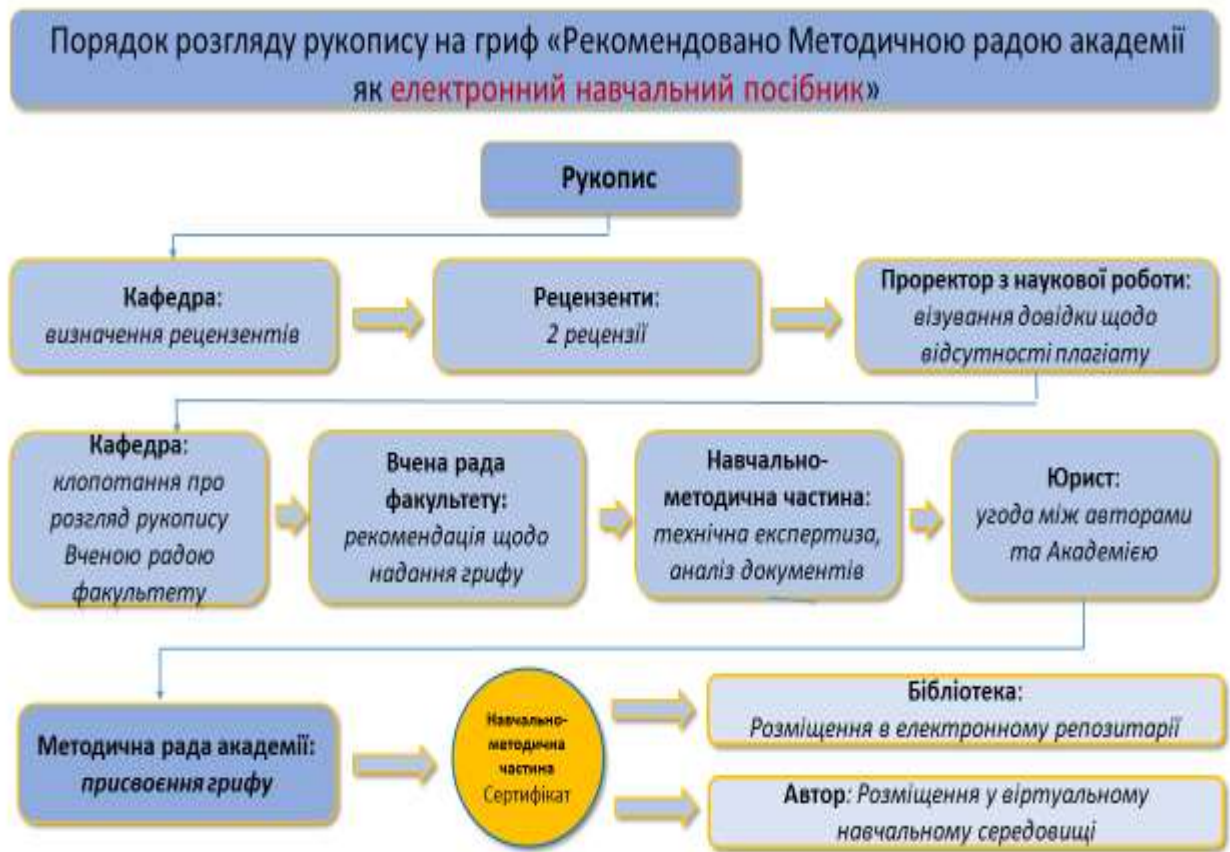 Порядок розгляду рукопису на гриф «Рекомендовано Методичною радою академії
як електронний навчальний посібник»
Рукопис
Кафедра:
визначення рецензентів
Рецензенти:
2 рецензії
Проректор з наукової роботи:
візування довідки щодо
відсутності плагіату
Кафедра:
клопотання про
розгляд рукопису
Вченою радою
факультету
Вчена рада
факультету:
рекомендація щодо
надання грифу
Навчально-
методична частина:
технічна експертиза,
аналіз документів
Юрист:
угода між авторами
та Академією
Методична рада академії:
присвоєння грифу
Навчально-
методична
частина
Сертифікат
Бібліотека:
Розміщення в електронному репозиторії
Автор: Розміщення у віртуальному
навчальному середовищі